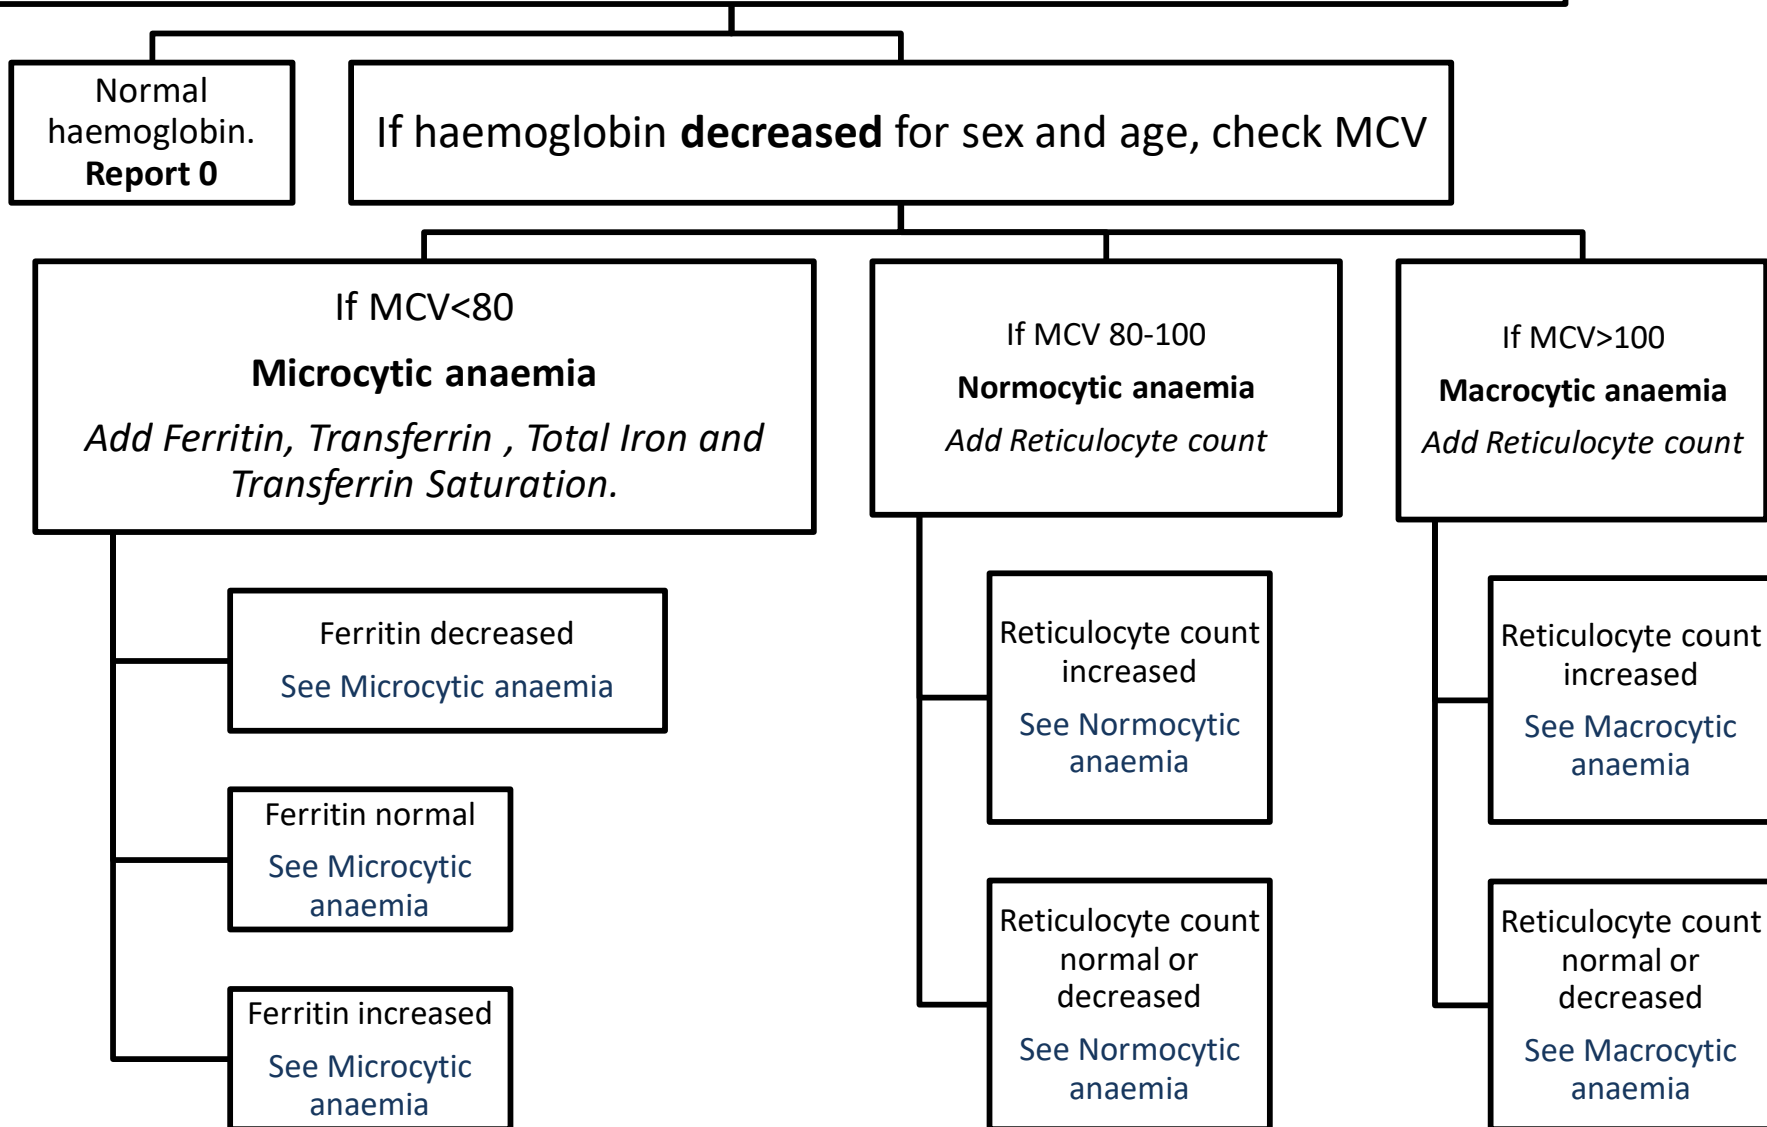 Normal
haemoglobin.
Report 0
If haemoglobin decreased for sex and age, check MCV
If MCV<80
Microcytic anaemia
Add Ferritin, Transferrin , Total Iron and
Transferrin Saturation.
Ferritin decreased
See Microcytic anaemia
Ferritin normal
See Microcytic
anaemia
Ferritin increased
See Microcytic
anaemia
If MCV 80-100
Normocytic anaemia
Add Reticulocyte count
Reticulocyte count
increased
See Normocytic
anaemia
Reticulocyte count
normal or
decreased
See Normocytic
anaemia
If MCV>100
Macrocytic anaemia
Add Reticulocyte count
Reticulocyte count
increased
See Macrocytic
anaemia
Reticulocyte count
normal or
decreased
See Macrocytic
anaemia